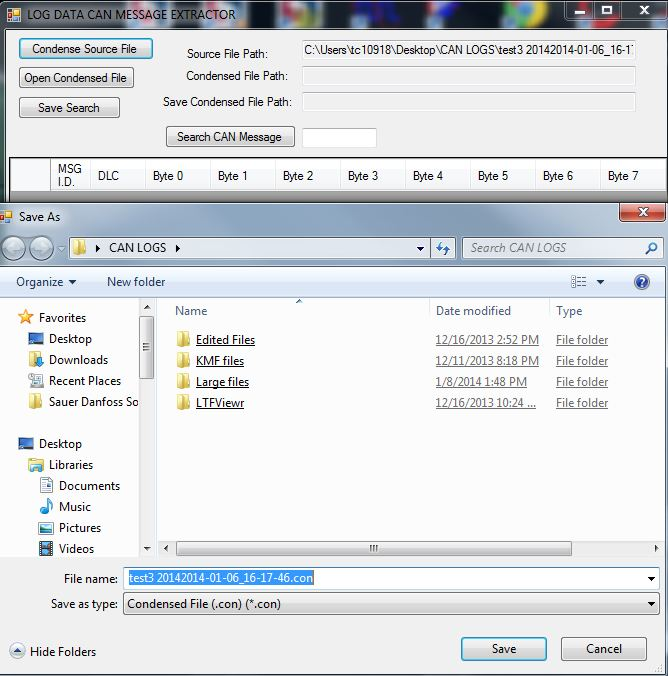 LOG DATA CAN MESSAGE EXTRACTOR
Condense Source File
Source File Path:
C:\Users\tc10918\Desktop\CAN LOGS\test3 20142014-01-06_16-17
Open Condensed File
Condensed File Path:
Save Search
Save Condensed File Path:
Search CAN Message
MSG I.D. DLC Byte 0 Byte 1 Byte 2 Byte 3 Byte 4 Byte 5 Byte 6 Byte 7
Save As
CAN LOGS
Search CAN LOGS
Organize New folder
Favorites
Desktop
Downloads
Recent Places
Sauer Danfoss So
Desktop
Libraries
Documents
Music
Pictures
Videos
Name Date modified Type
Edited Files 12/16/2013 2:52 PM File folder
KMF files 12/11/2013 8:18 PM File folder
Large files 1/8/2014 1:48 PM File folder
LTFViewr 12/16/2013 10:24 ... File folder
File name: test3 20142014-01-06_16-17-46.con
Save as type: Condensed File (.con) (*.con)
Hide Folders
Save Cancel